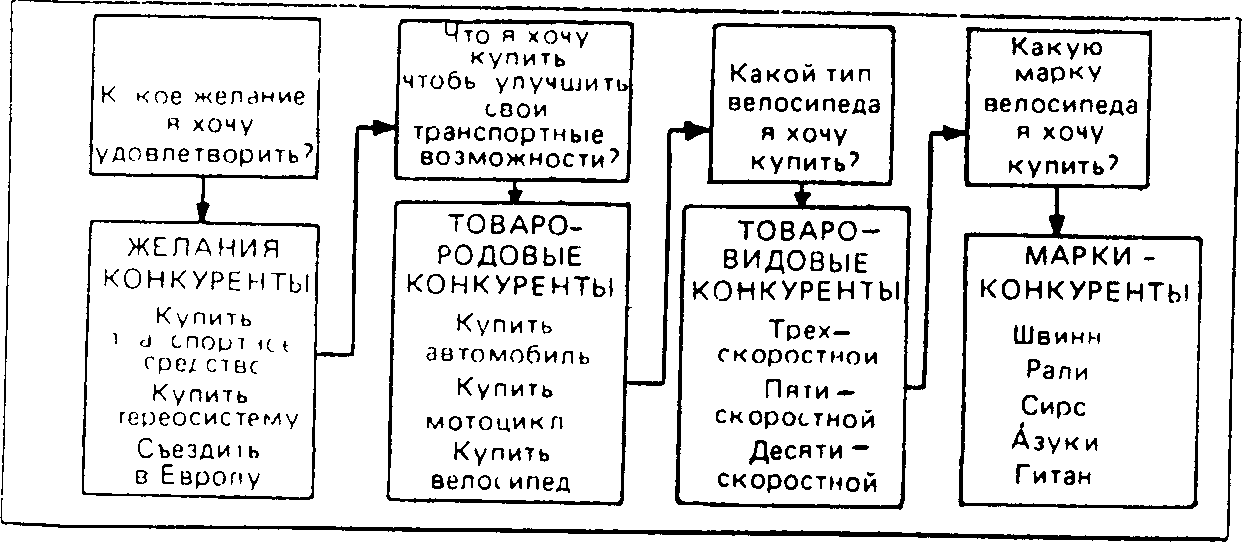 К кое желание
я хочу
удовлетворить?
Что я хочу
купить
чтобь улучшить
свои
транспортные
возможности?
Какой тип
велосипеда
я хочу
купить?
Какую
марку
велосипеда
я хочу
купить?
ЖЕЛАНИЯ
КОНКУРЕНТЫ
Купить
средство
Купить
стереосистему
Съездить
в Европу
ТОВАРО-
РОДОВЫЕ
КОНКУРЕНТЫ
Купить
автомобиль
Купить
мотоцикл
Купить
велосипед
ТОВАРО—
ВИДОВЫЕ
КОНКУРЕНТЫ
Трех—
скоростной
Пяти—
скоростной
Десяти—
скоростной
МАРКИ -
КОНКУРЕНТЫ
Швинн
Рали
Сирс
Азуки
Гитан